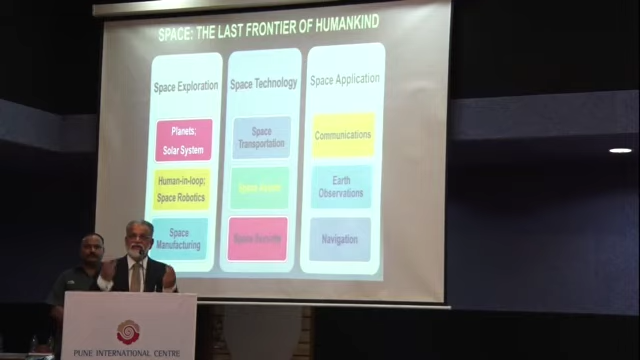 SPACE: THE LAST FRONTIER OF HUMANKIND
Space Exploration
Planets;
Solar System
Human-in-loop;
Space Robotics
Space
Manufacturing
Space Technology
Space
Transportation
Space
Space Security
Space Application
Communications
Earth
Observations
Navigation
PUNE INTERNATIONAL CENTRE